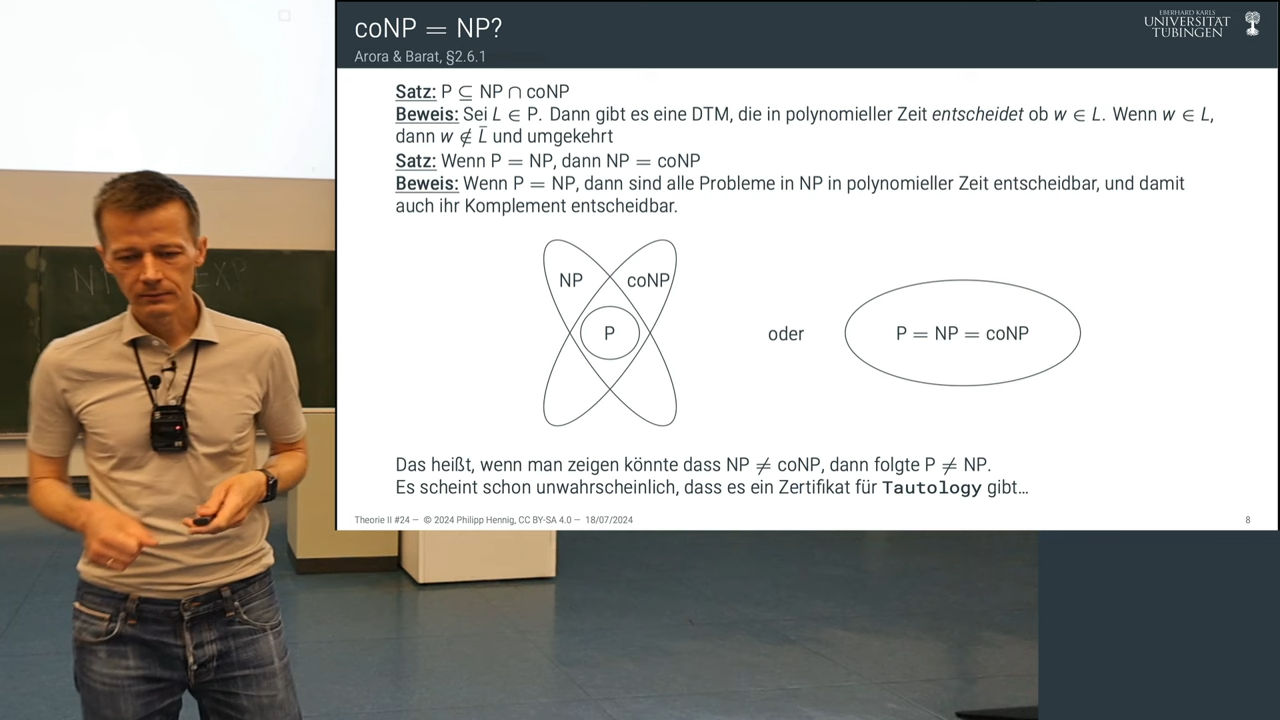 coNP = NP?
Arora & Barat, §2.6.1
EBERHARD KARLS
UNIVERSITÄT
TÜBINGEN
Satz: P ⊆ NP ∩ coNP
Beweis: Sei L ∈ P. Dann gibt es eine DTM, die in polynomieller Zeit entscheidet ob w ∈ L. Wenn w ∈ L,
dann w ∉ L̄ und umgekehrt
Satz: Wenn P = NP, dann NP = coNP
Beweis: Wenn P = NP, dann sind alle Probleme in NP in polynomieller Zeit entscheidbar, und damit
auch ihr Komplement entscheidbar.
NP
coNP
P
oder
P = NP = coNP
Das heißt, wenn man zeigen könnte dass NP ≠ coNP, dann folgte P ≠ NP.
Es scheint schon unwahrscheinlich, dass es ein Zertifikat für Tautology gibt…
Theorie II #24 — © 2024 Philipp Hennig, CC BY-SA 4.0 — 18/07/2024
8